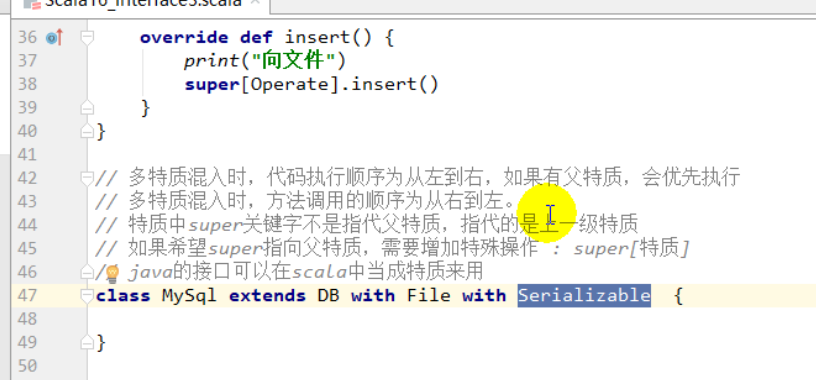 Scala16_Interface3.scala
36 override def insert() {
37 print("向文件")
38 super[Operate].insert()
39 }
40 }
41
42 // 多特质混入时，代码执行顺序为从左到右，如果有父特质，会优先执行
43 // 多特质混入时，方法调用的顺序为从右到左。
44 // 特质中super关键字不是指代父特质，指代的是上一级特质
45 // 如果希望super指向父特质，需要增加特殊操作 : super[特质]
46 // java的接口可以在scala中当成特质来用
47 class MySql extends DB with File with Serializable {
48
49 }
50